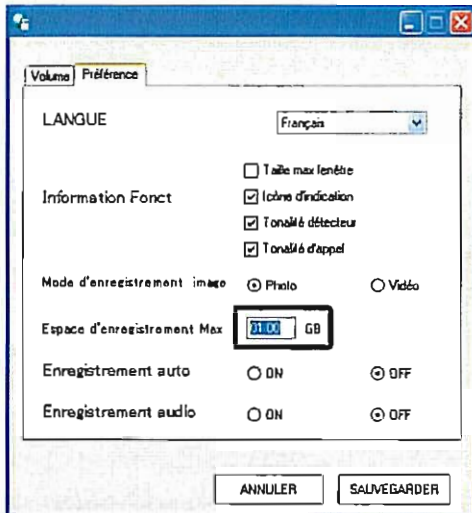 Volume Préférence
LANGUE Français
Taille max fenêtre
Information Fonct Icône d'indication
Tonalité détecteur
Tonalité d'appel
Mode d'enregistrement image Photo Vidéo
Espace d'enregistrement Max 01.00 GB
Enregistrement auto ON OFF
Enregistrement audio ON OFF
ANNULER SAUVEGARDER